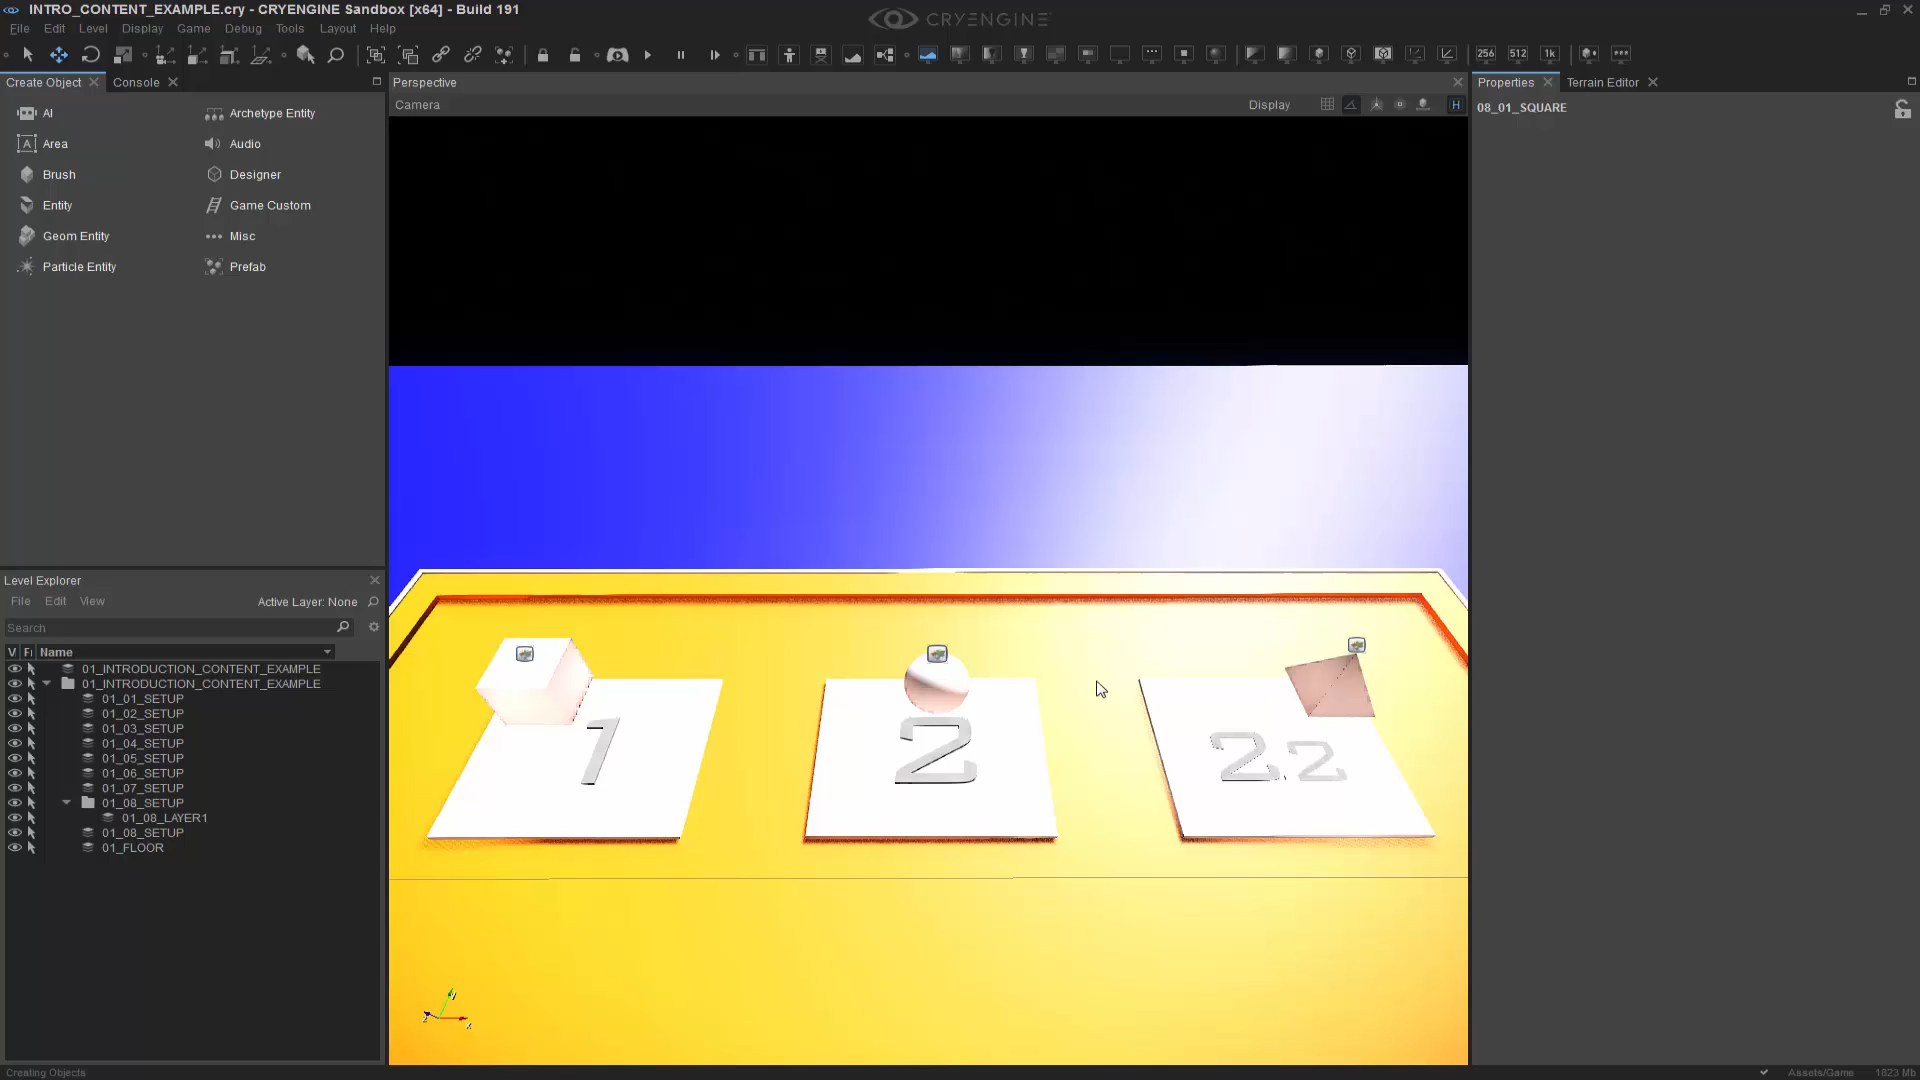 INTRO_CONTENT_EXAMPLE.cry - CRYENGINE Sandbox [x64] - Build 191
CRYENGINE
File Edit Level Display Game Debug Tools Layout Help
256 512 1k
Create Object Console
AI Archetype Entity
Area Audio
Brush Designer
Entity Game Custom
Geom Entity Misc
Particle Entity Prefab
Level Explorer
File Edit View Active Layer: None
Search
V Fi Name
01_INTRODUCTION_CONTENT_EXAMPLE
01_INTRODUCTION_CONTENT_EXAMPLE
01_01_SETUP
01_02_SETUP
01_03_SETUP
01_04_SETUP
01_05_SETUP
01_06_SETUP
01_07_SETUP
01_08_SETUP
01_08_LAYER1
01_08_SETUP
01_FLOOR
Perspective
Camera Display H
1 2 2.2
y
z x
Properties Terrain Editor
08_01_SQUARE
Creating Objects Assets/Game 1823 Mb